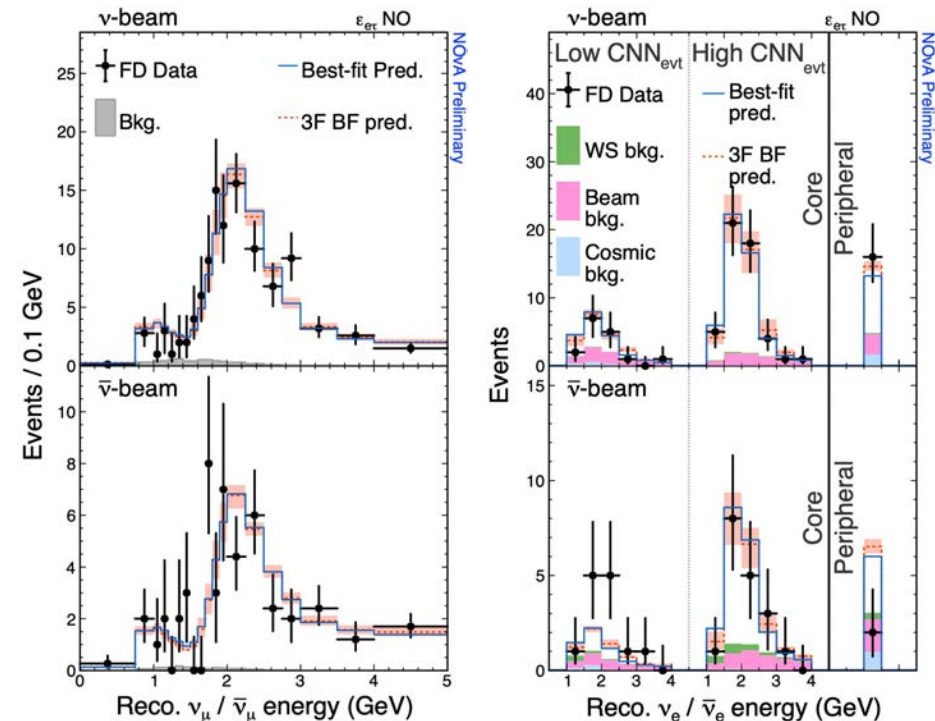 ν-beam
ε_eτ NO
NOνA Preliminary
FD Data
Best-fit Pred.
Bkg.
3F BF pred.
25
20
15
10
5
0
ν̄-beam
10
8
6
4
2
0
0 1 2 3 4 5
Events / 0.1 GeV
Reco. ν_μ / ν̄_μ energy (GeV)
ν-beam
ε_eτ NO
NOνA Preliminary
Low CNN_evt
High CNN_evt
FD Data
Best-fit
pred.
WS bkg.
3F BF
pred.
Beam
bkg.
Cosmic
bkg.
Core
Peripheral
40
30
20
10
0
ν̄-beam
Core
Peripheral
15
10
5
0
1 2 3 4 1 2 3 4
Events
Reco. ν_e / ν̄_e energy (GeV)